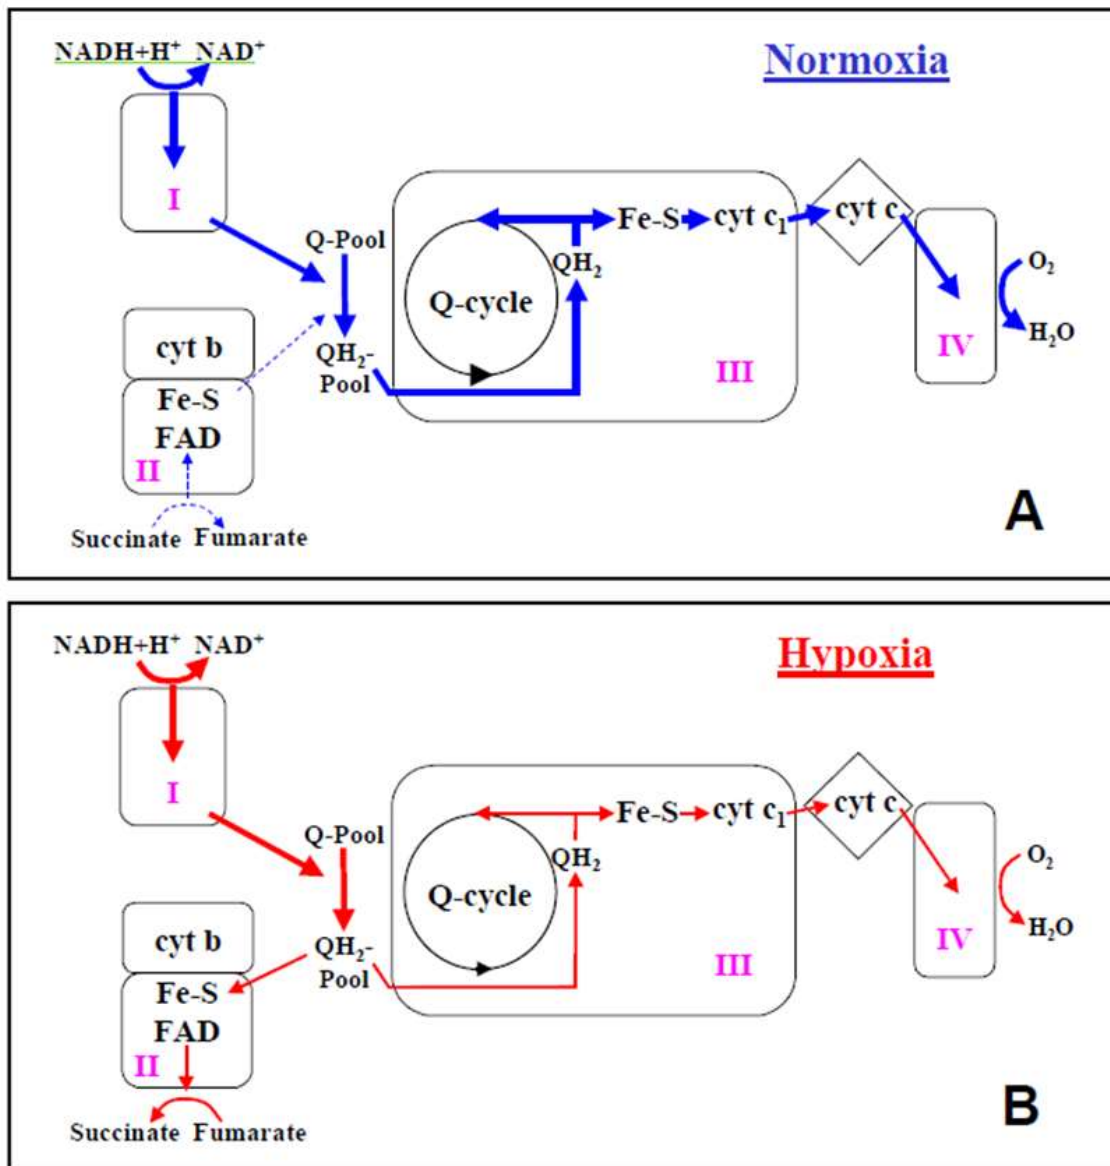 NADH+H⁺ NAD⁺
Normoxia
I
Q-Pool
Fe-S
cyt c₁
cyt c
QH₂
O₂
Q-cycle
cyt b
QH₂-
Pool
III
IV
H₂O
Fe-S
FAD
II
Succinate Fumarate
A
NADH+H⁺ NAD⁺
Hypoxia
I
Q-Pool
Fe-S
cyt c₁
cyt c
QH₂
O₂
Q-cycle
cyt b
QH₂-
Pool
III
IV
H₂O
Fe-S
FAD
II
Succinate Fumarate
B